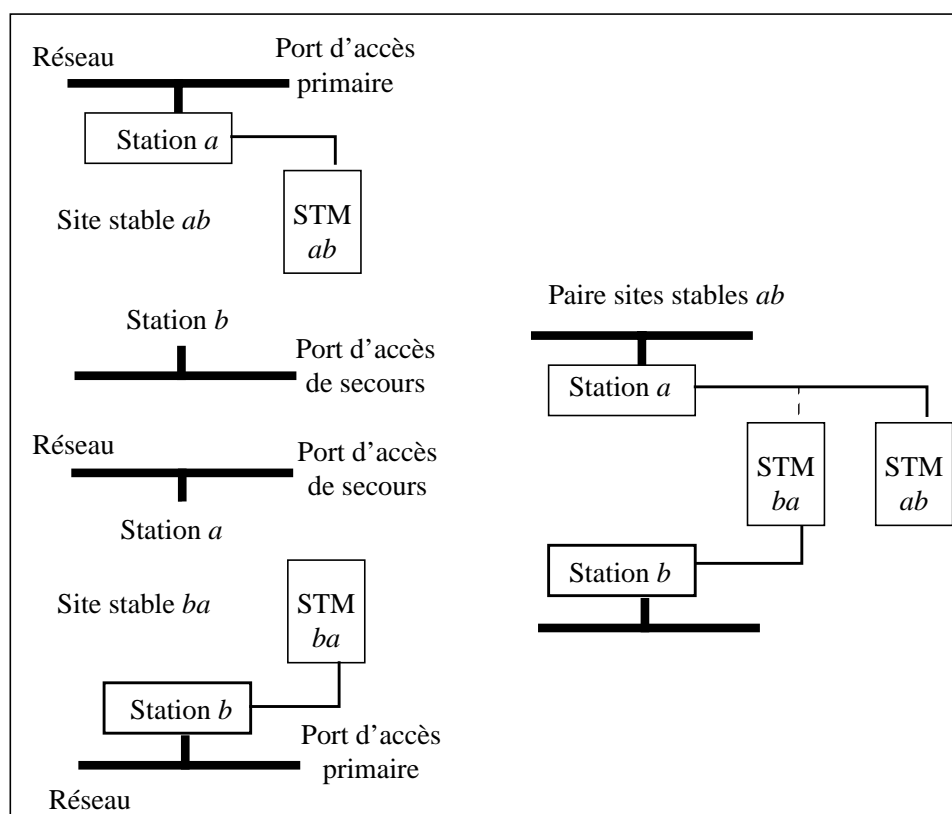 Réseau
Port d'accès
primaire
Station a
Site stable ab
STM
ab
Station b
Port d'accès
de secours
Réseau
Port d'accès
de secours
Station a
Site stable ba
STM
ba
Station b
Port d'accès
primaire
Réseau
Paire sites stables ab
Station a
STM
ba
STM
ab
Station b